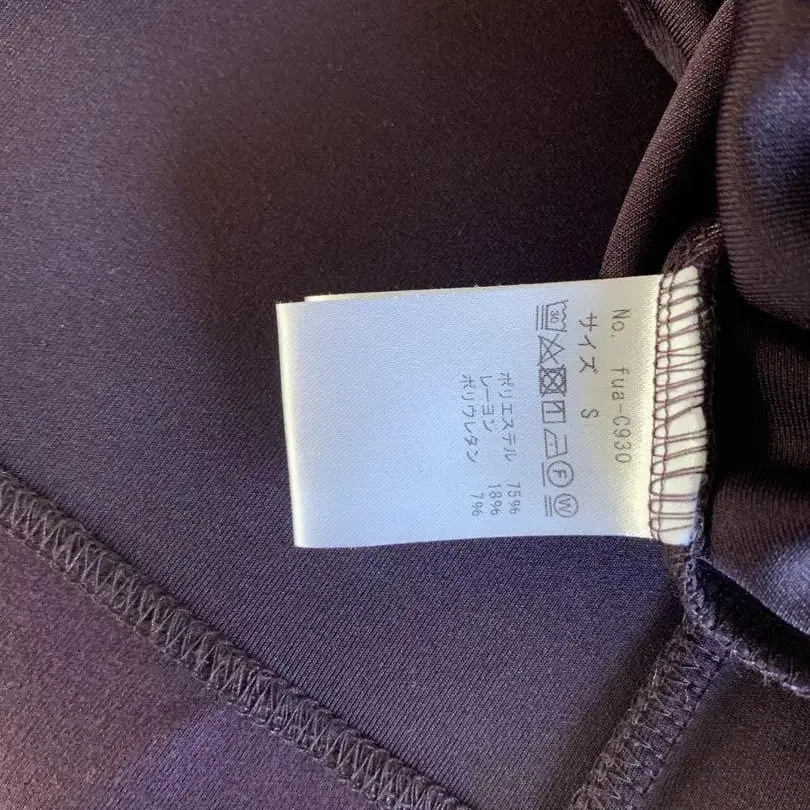 No. fua-C930
サイズ S
30 F W
ポリエステル 75%
レーヨン 18%
ポリウレタン 7%